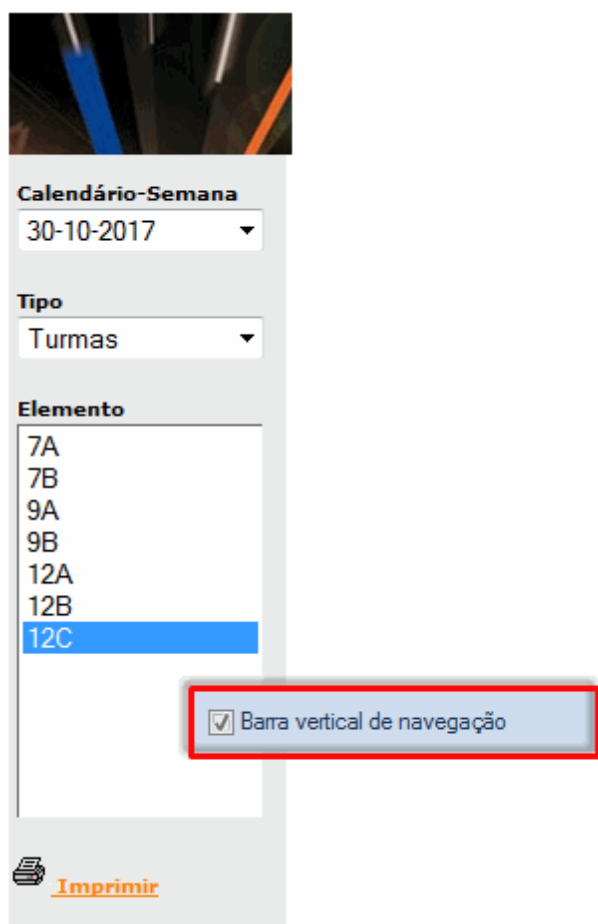 Calendário-Semana
30-10-2017
Tipo
Turmas
Elemento
7A
7B
9A
9B
12A
12B
12C
Barra vertical de navegação
Imprimir